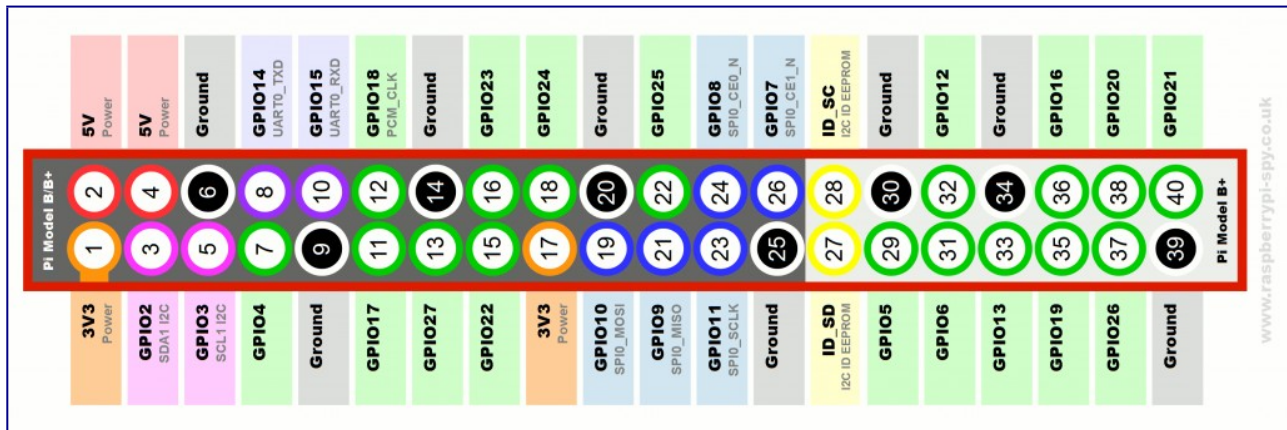 5V
Power
5V
Power
Ground
GPIO14
UART0_TXD
GPIO15
UART0_RXD
GPIO18
PCM_CLK
Ground
GPIO23
GPIO24
Ground
GPIO25
GPIO8
SPI0_CE0_N
GPIO7
SPI0_CE1_N
ID_SC
I2C ID EEPROM
Ground
GPIO12
Ground
GPIO16
GPIO20
GPIO21
Pi Model B/B+
2 4 6 8 10 12 14 16 18 20 22 24 26 28 30 32 34 36 38 40
1 3 5 7 9 11 13 15 17 19 21 23 25 27 29 31 33 35 37 39
Pi Model B+
3V3
Power
GPIO2
SDA1 I2C
GPIO3
SCL1 I2C
GPIO4
Ground
GPIO17
GPIO27
GPIO22
3V3
Power
GPIO10
SPI0_MOSI
GPIO9
SPI0_MISO
GPIO11
SPI0_SCLK
Ground
ID_SD
I2C ID EEPROM
GPIO5
GPIO6
GPIO13
GPIO19
GPIO26
Ground
www.raspberrypi-spy.co.uk